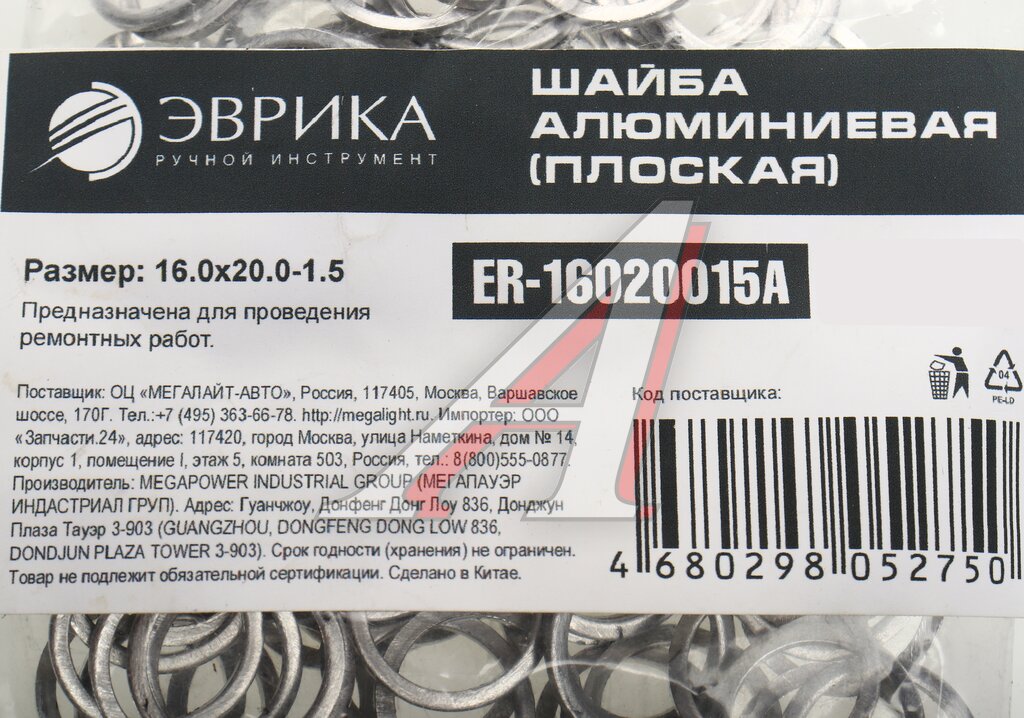 ЭВРИКА
РУЧНОЙ ИНСТРУМЕНТ
ШАЙБА
АЛЮМИНИЕВАЯ
(ПЛОСКАЯ)
Размер: 16.0x20.0-1.5
ER-16020015A
Предназначена для проведения
ремонтных работ.
Поставщик: ОЦ «МЕГАЛАЙТ-АВТО», Россия, 117405, Москва, Варшавское
шоссе, 170Г. Тел.:+7 (495) 363-66-78. http://megalight.ru. Импортер: ООО
«Запчасти.24», адрес: 117420, город Москва, улица Наметкина, дом № 14,
корпус 1, помещение I, этаж 5, комната 503, Россия, тел.: 8(800)555-0877.
Производитель: MEGAPOWER INDUSTRIAL GROUP (МЕГАПАУЭР
ИНДАСТРИАЛ ГРУП). Адрес: Гуанчжоу, Донфенг Донг Лоу 836, Донджун
Плаза Тауэр 3-903 (GUANGZHOU, DONGFENG DONG LOW 836,
DONDJUN PLAZA TOWER 3-903). Срок годности (хранения) не ограничен.
Товар не подлежит обязательной сертификации. Сделано в Китае.
Код поставщика:
04
PE-LD
4 680298 052750